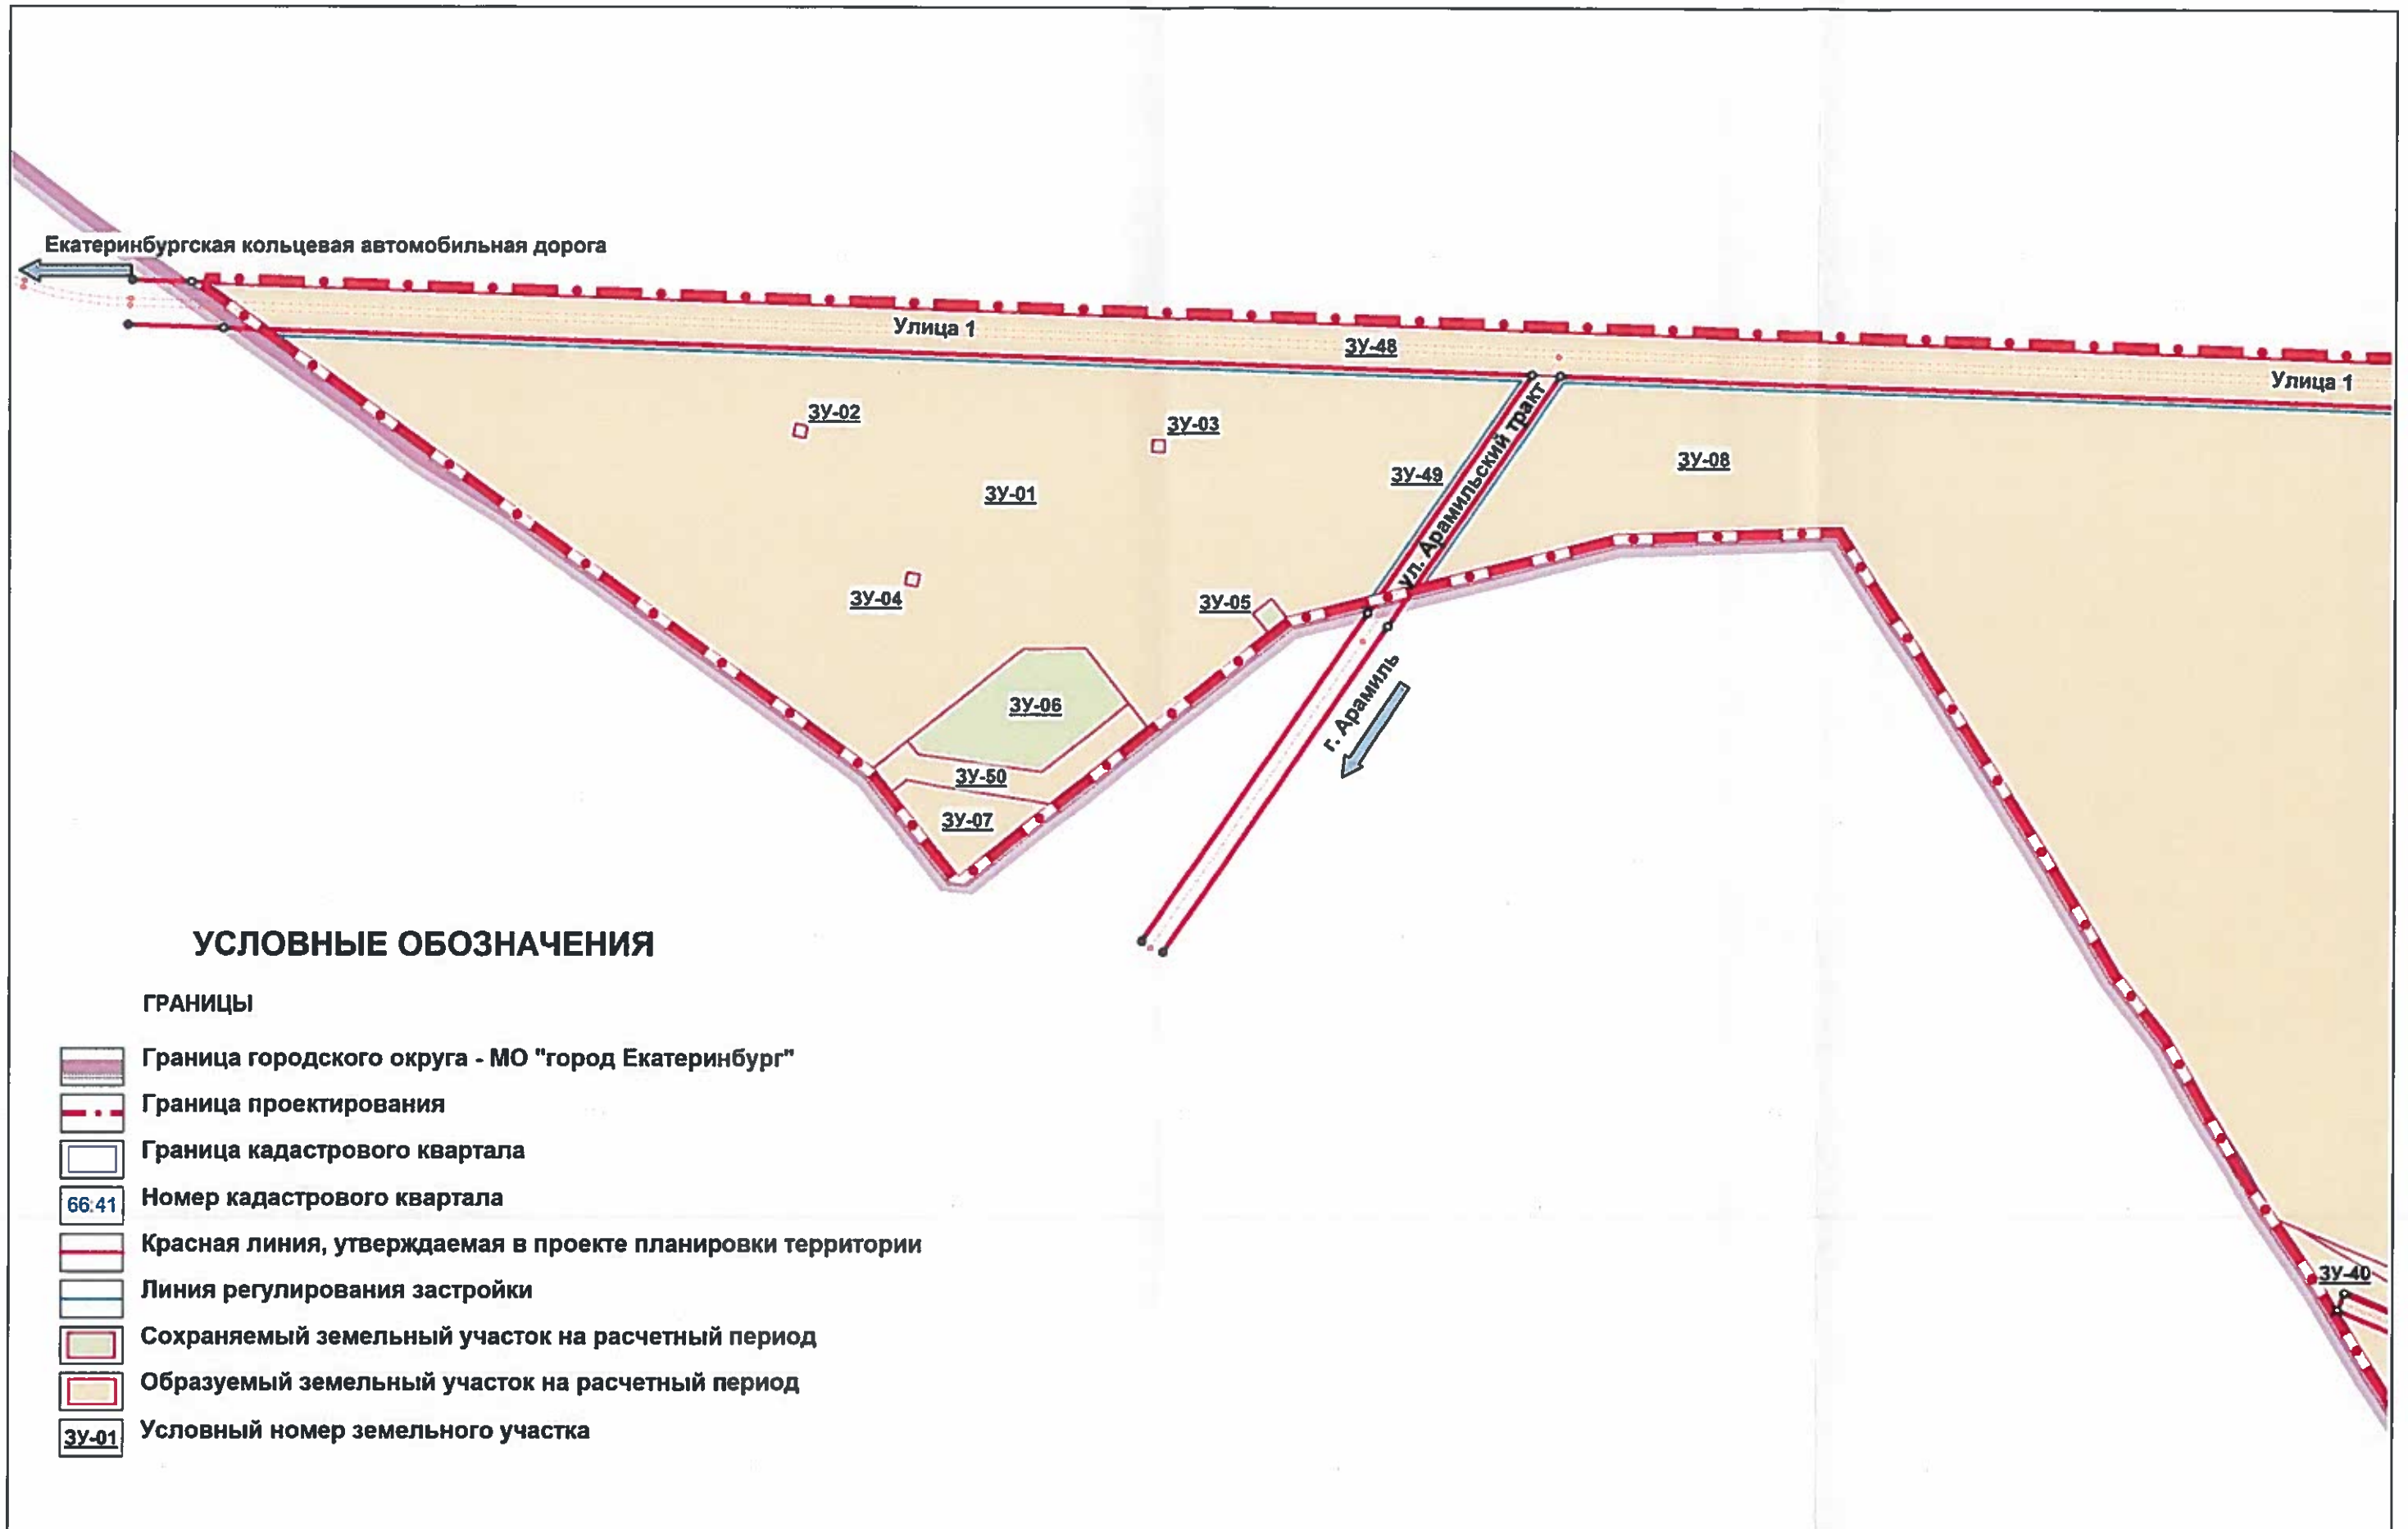 Екатеринбургская кольцевая автомобильная дорога
Улица 1
ЗУ-48
Улица 1
ЗУ-02
ЗУ-03
ЗУ-01
ЗУ-49
ул. Арамильский тракт
ЗУ-08
ЗУ-04
ЗУ-05
ЗУ-06
г. Арамиль
ЗУ-50
ЗУ-07
ЗУ-40
УСЛОВНЫЕ ОБОЗНАЧЕНИЯ
ГРАНИЦЫ
Граница городского округа - МО "город Екатеринбург"
Граница проектирования
Граница кадастрового квартала
66:41 Номер кадастрового квартала
Красная линия, утверждаемая в проекте планировки территории
Линия регулирования застройки
Сохраняемый земельный участок на расчетный период
Образуемый земельный участок на расчетный период
ЗУ-01 Условный номер земельного участка